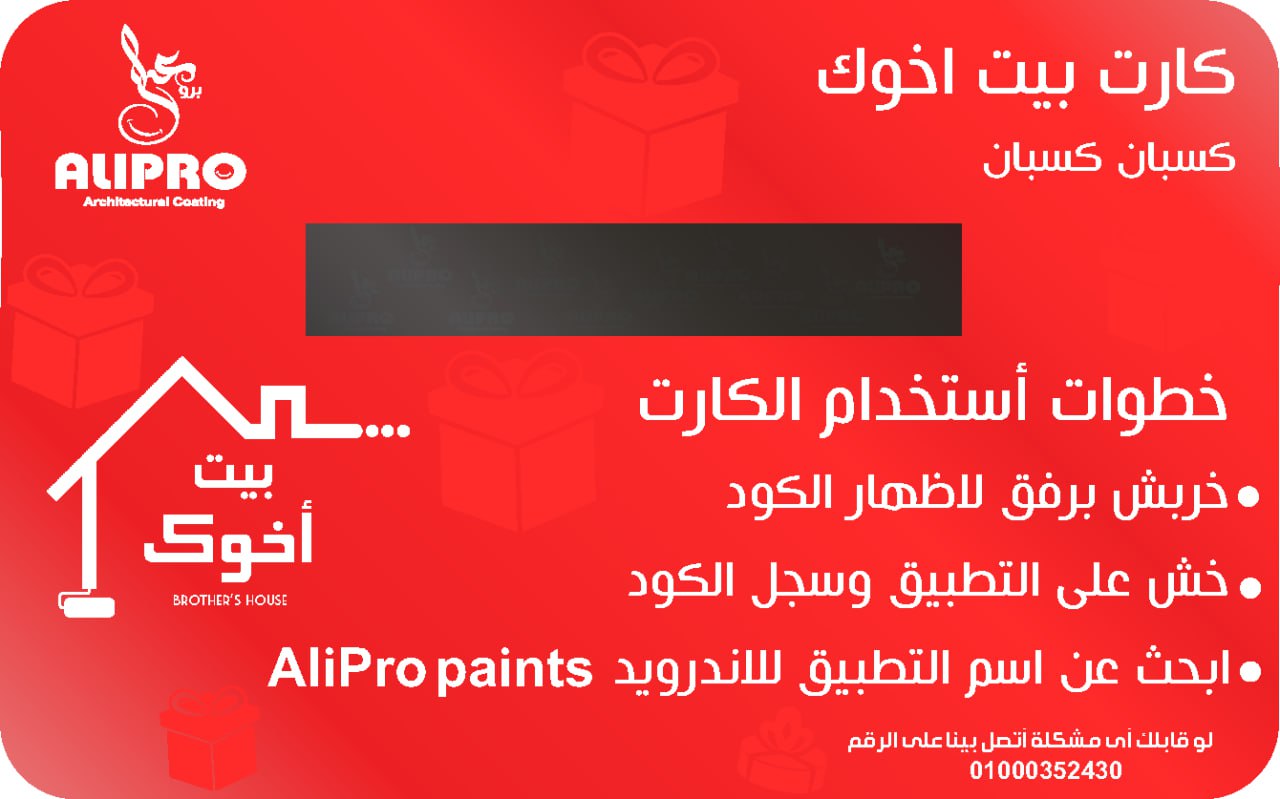 كارت بيت اخوك
كسبان كسبان
برو
ALIPRO
Architectural Coating
خطوات أستخدام الكارت
خربش برفق لاظهار الكود
خش على التطبيق وسجل الكود
ابحث عن اسم التطبيق للاندرويد AliPro paints
بيت
أخوك
BROTHER'S HOUSE
لو قابلك أى مشكلة أتصل بينا على الرقم
01000352430